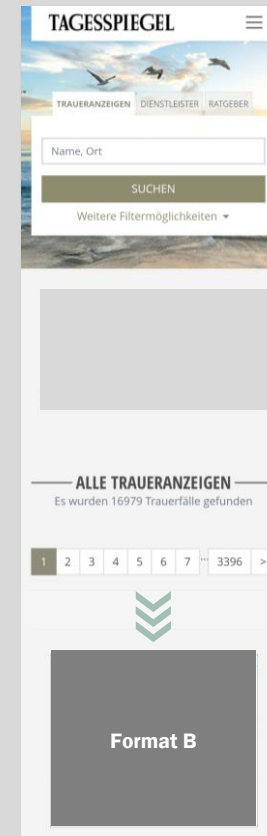 TAGESSPIEGEL
TRAUERANZEIGEN DIENSTLEISTER RATGEBER
Name, Ort
SUCHEN
Weitere Filtermöglichkeiten
ALLE TRAUERANZEIGEN
Es wurden 16979 Trauerfälle gefunden
1 2 3 4 5 6 7 ... 3396 >
Format B